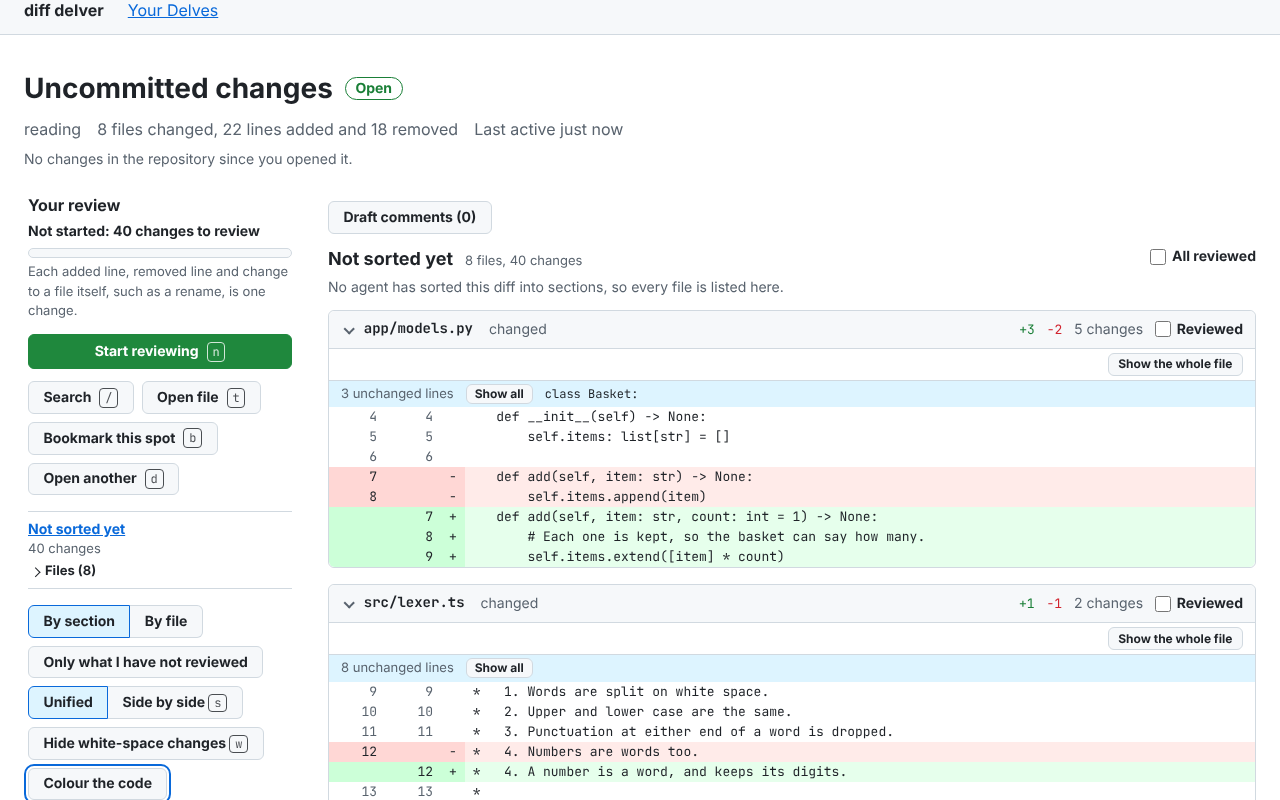 diff delver Your Delves
Uncommitted changes Open
reading 8 files changed, 22 lines added and 18 removed Last active just now
No changes in the repository since you opened it.
Your review
Not started: 40 changes to review
Each added line, removed line and change
to a file itself, such as a rename, is one
change.
Start reviewing n
Search / Open file t
Bookmark this spot b
Open another d
Not sorted yet
40 changes
Files (8)
By section By file
Only what I have not reviewed
Unified Side by side s
Hide white-space changes w
Colour the code
Draft comments (0)
Not sorted yet 8 files, 40 changes All reviewed
No agent has sorted this diff into sections, so every file is listed here.
app/models.py changed +3 -2 5 changes Reviewed
Show the whole file
3 unchanged lines Show all class Basket:
4 4 def __init__(self) -> None:
5 5 self.items: list[str] = []
6 6
7 - def add(self, item: str) -> None:
8 - self.items.append(item)
7 + def add(self, item: str, count: int = 1) -> None:
8 + # Each one is kept, so the basket can say how many.
9 + self.items.extend([item] * count)
src/lexer.ts changed +1 -1 2 changes Reviewed
Show the whole file
8 unchanged lines Show all
9 9 * 1. Words are split on white space.
10 10 * 2. Upper and lower case are the same.
11 11 * 3. Punctuation at either end of a word is dropped.
12 - * 4. Numbers are words too.
12 + * 4. A number is a word, and keeps its digits.
13 13 *